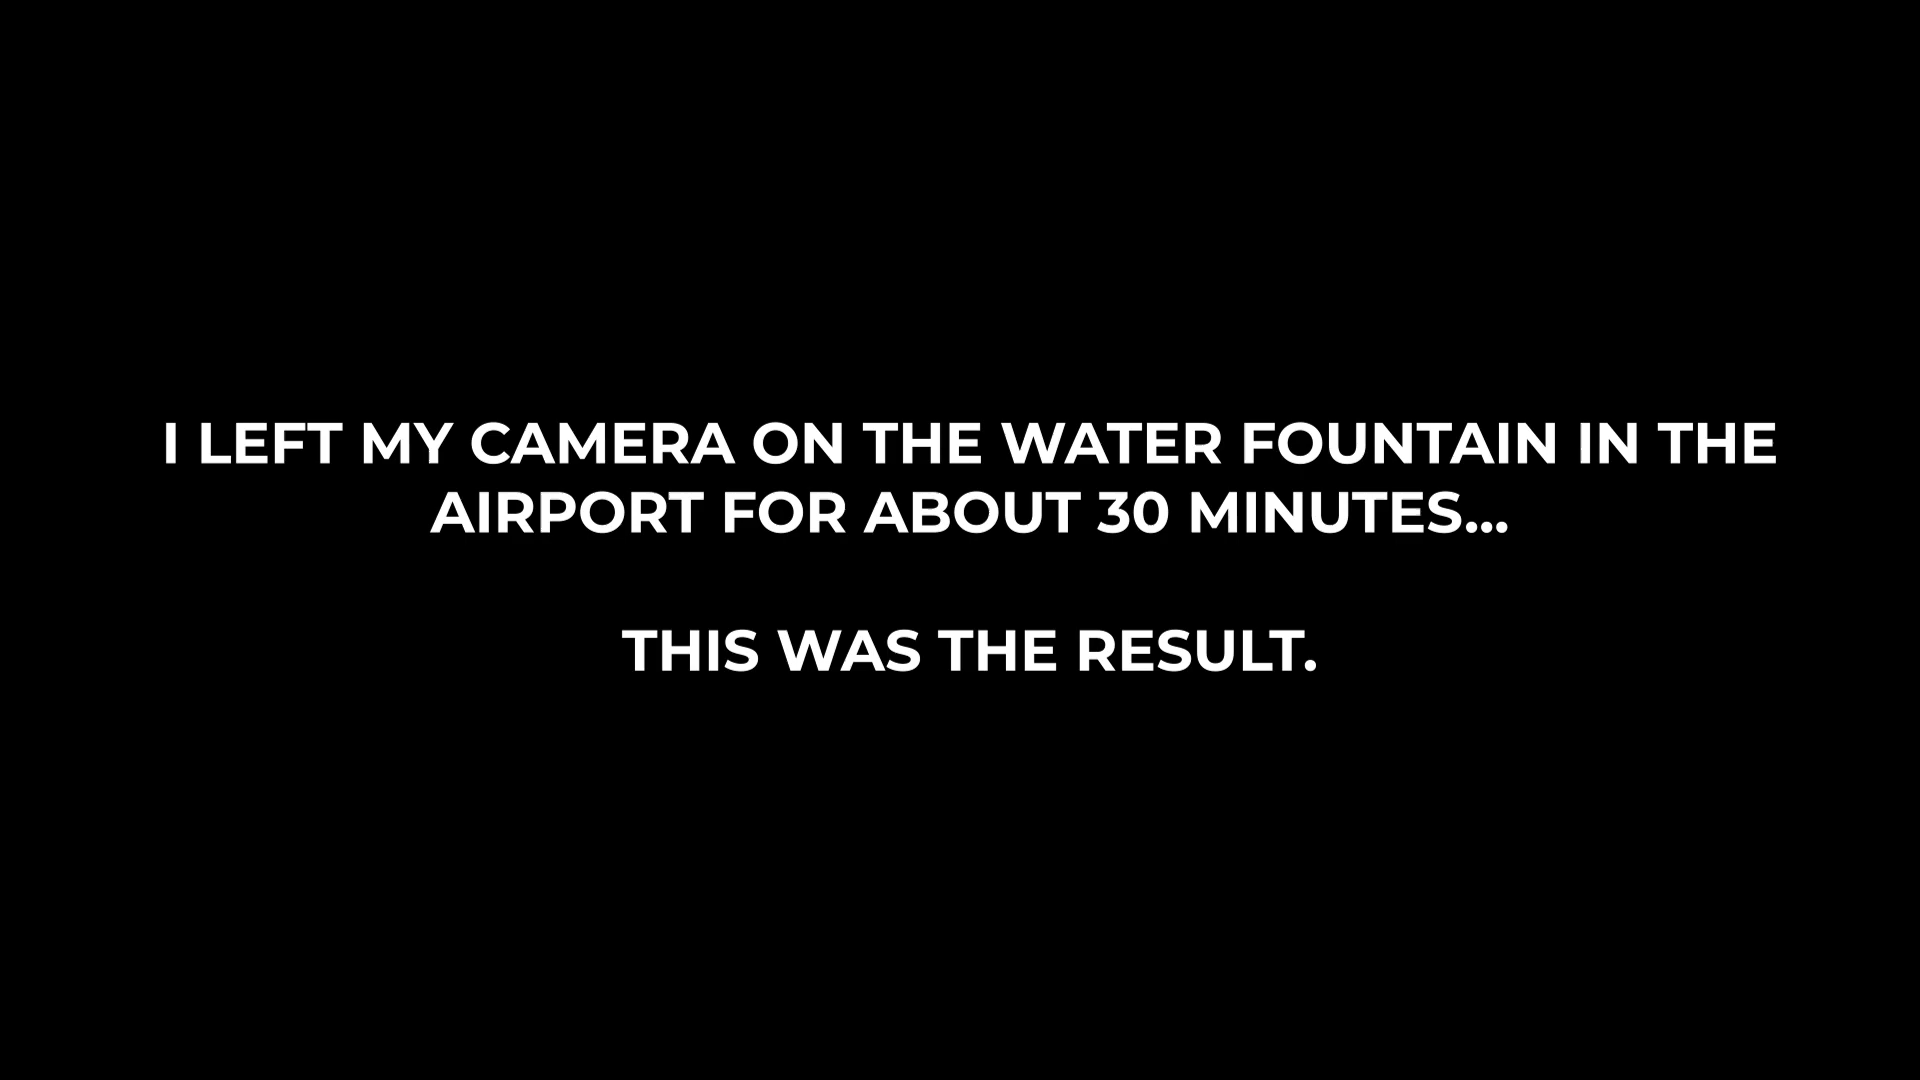 I LEFT MY CAMERA ON THE WATER FOUNTAIN IN THE
AIRPORT FOR ABOUT 30 MINUTES...
THIS WAS THE RESULT.